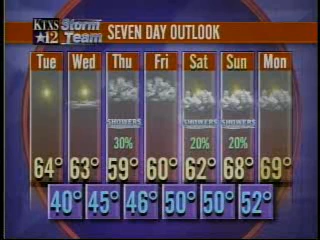 KTXS
★12
Storm
Team
SEVEN DAY OUTLOOK
Tue Wed Thu Fri Sat Sun Mon
SHOWERS SHOWERS SHOWERS
30% 20% 20%
64° 63° 59° 60° 62° 68° 69°
40° 45° 46° 50° 50° 52°